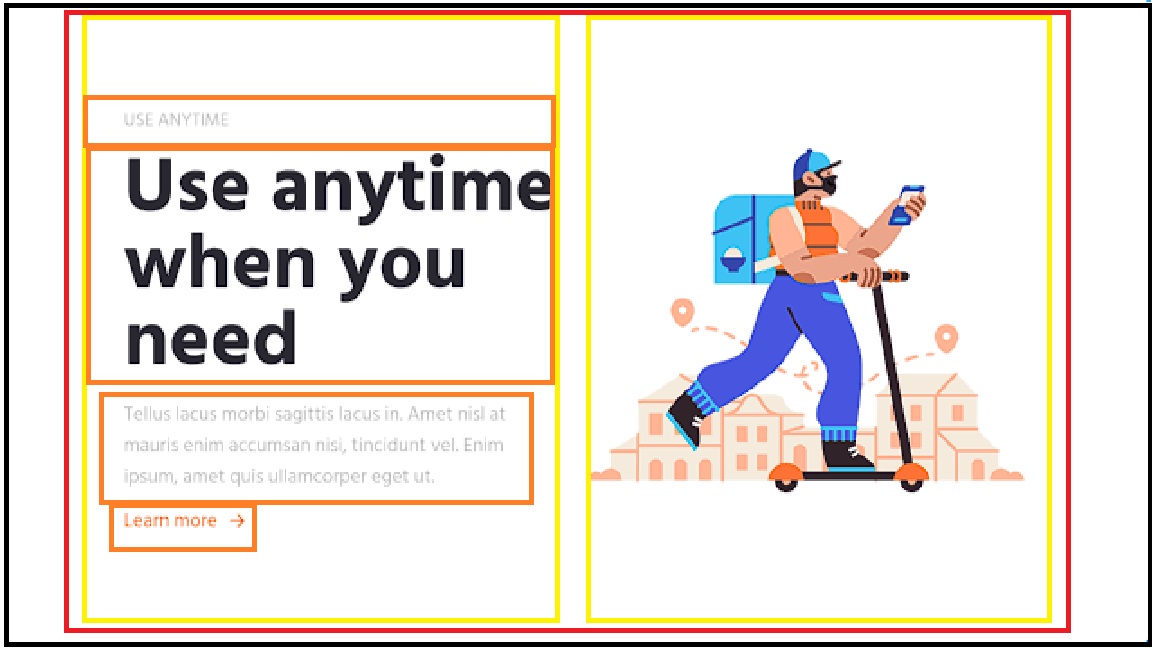 USE ANYTIME
Use anytime
when you
need
Tellus lacus morbi sagittis lacus in. Amet nisl at
mauris enim accumsan nisi, tincidunt vel. Enim
ipsum, amet quis ullamcorper eget ut.
Learn more →